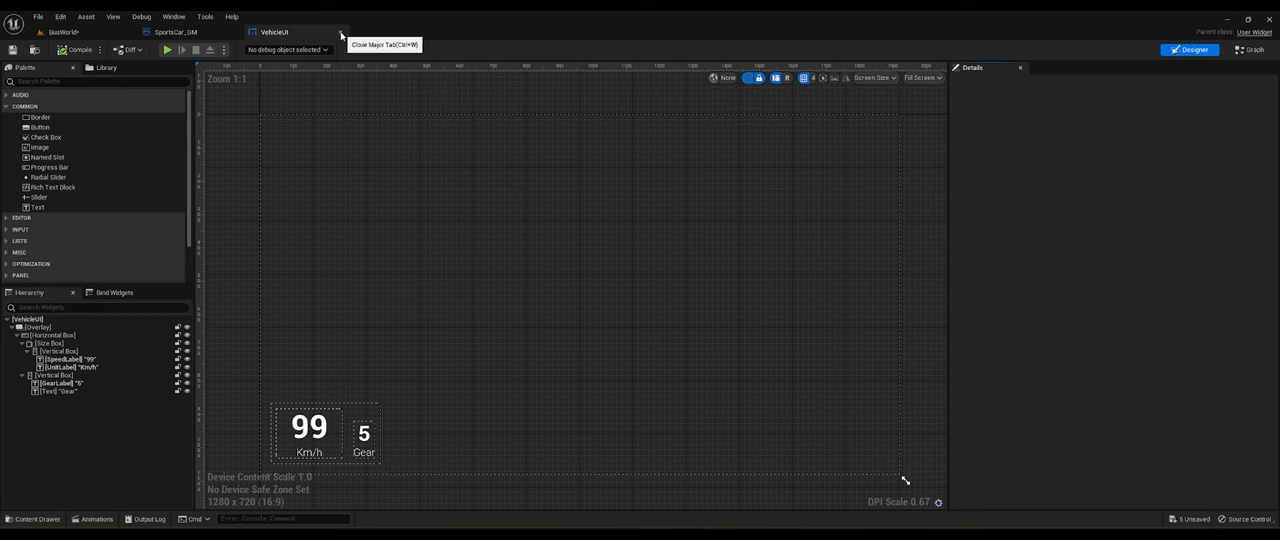 File Edit Asset View Debug Window Tools Help
BusWorld* SportsCar_GM VehicleUI
Parent class: User Widget
Close Major Tab(Ctrl+W)
Compile Diff No debug object selected Designer Graph
Palette Library Details
Search Palette
Zoom 1:1 None R 4 Screen Size Fill Screen
AUDIO
COMMON
Border
Button
Check Box
Image
Named Slot
Progress Bar
Radial Slider
Rich Text Block
Slider
Text
EDITOR
INPUT
LISTS
MISC
OPTIMIZATION
PANEL
Hierarchy Bind Widgets
Search Widgets
[VehicleUI]
[Overlay]
[Horizontal Box]
[Size Box]
[Vertical Box]
[SpeedLabel] "99"
[UnitLabel] "Km/h"
[Vertical Box]
[GearLabel] "5"
[Text] "Gear"
99 5
Km/h Gear
Device Content Scale 1.0
No Device Safe Zone Set
1280 x 720 (16:9) DPI Scale 0.67
Content Drawer Animations Output Log Cmd Enter Console Command 5 Unsaved Source Control